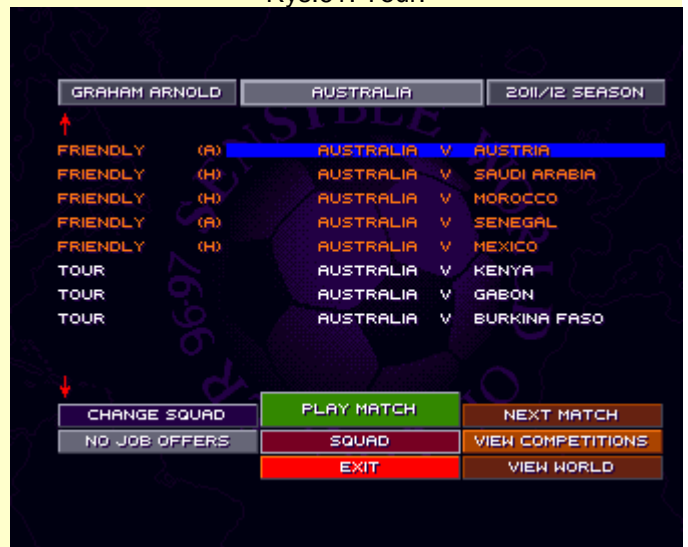 GRAHAM ARNOLD AUSTRALIA 2011/12 SEASON
FRIENDLY (A) AUSTRALIA V AUSTRIA
FRIENDLY (H) AUSTRALIA V SAUDI ARABIA
FRIENDLY (H) AUSTRALIA V MOROCCO
FRIENDLY (A) AUSTRALIA V SENEGAL
FRIENDLY (H) AUSTRALIA V MEXICO
TOUR AUSTRALIA V KENYA
TOUR AUSTRALIA V GABON
TOUR AUSTRALIA V BURKINA FASO
96-97
CHANGE SQUAD PLAY MATCH NEXT MATCH
NO JOB OFFERS SQUAD VIEW COMPETITIONS
EXIT VIEW WORLD